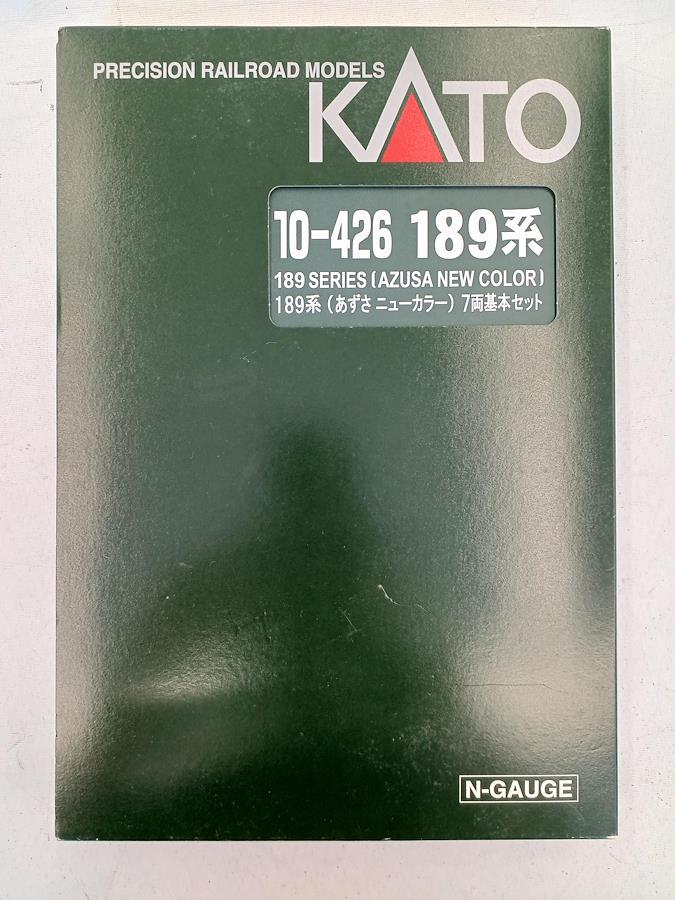 PRECISION RAILROAD MODELS
KATO
10-426 189系
189 SERIES (AZUSA NEW COLOR)
189系(あずさ ニューカラー) 7両基本セット
N-GAUGE